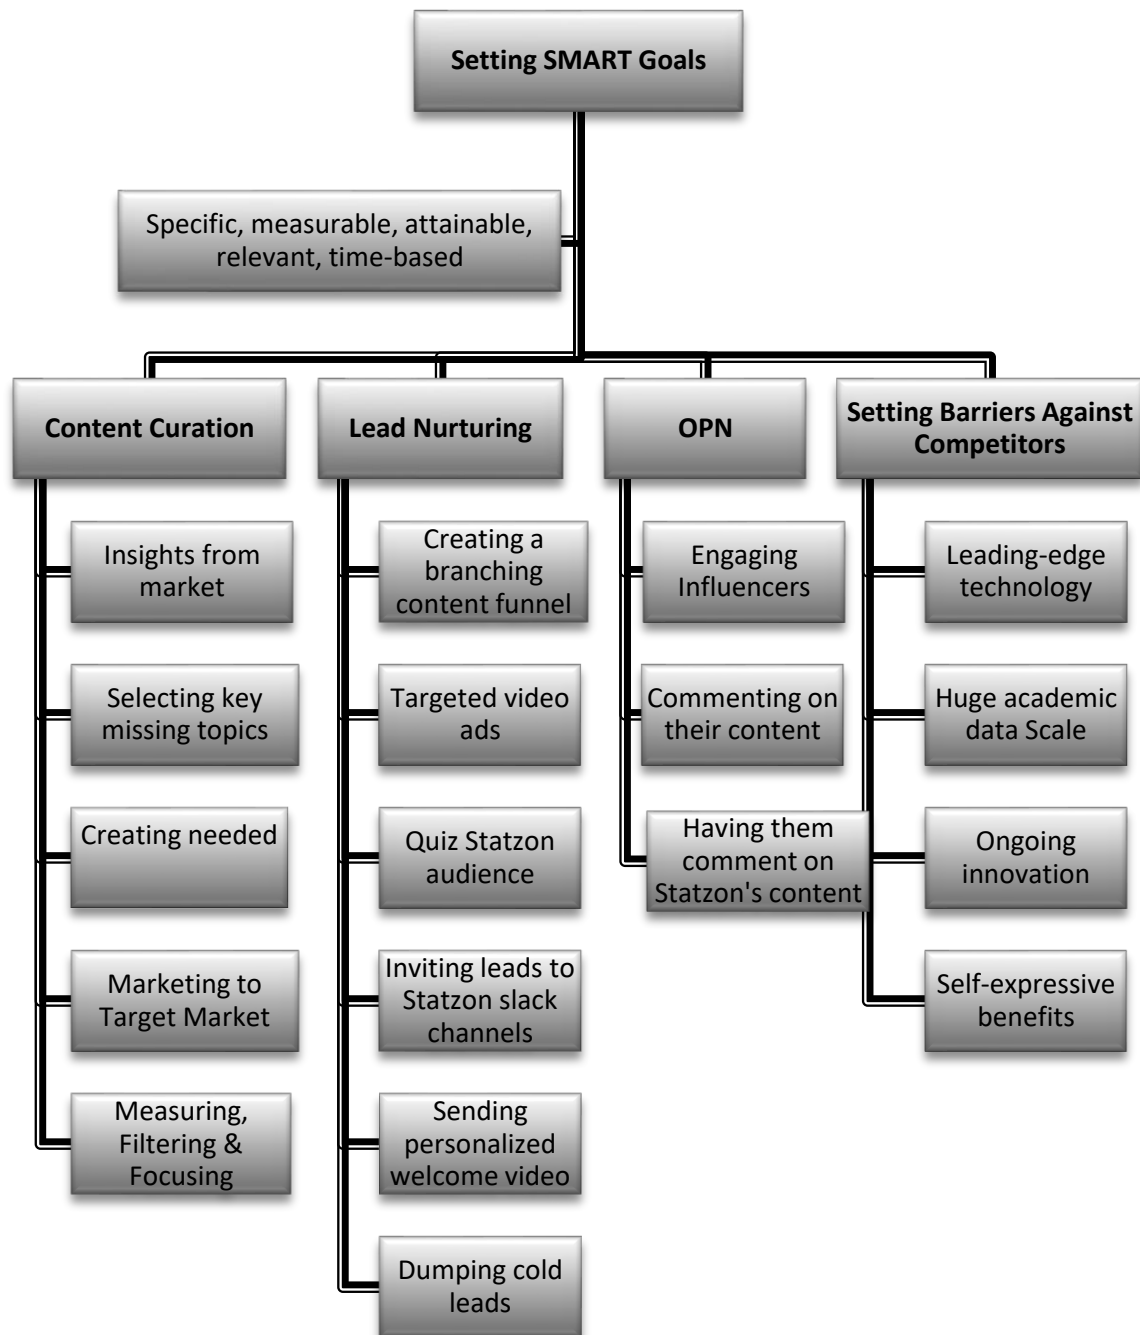 Setting SMART Goals
Specific, measurable, attainable,
relevant, time-based
Content Curation
Insights from
market
Selecting key
missing topics
Creating needed
Marketing to
Target Market
Measuring,
Filtering &
Focusing
Lead Nurturing
Creating a
branching
content funnel
Targeted video
ads
Quiz Statzon
audience
Inviting leads to
Statzon slack
channels
Sending
personalized
welcome video
Dumping cold
leads
OPN
Engaging
Influencers
Commenting on
their content
Having them
comment on
Statzon's content
Setting Barriers Against
Competitors
Leading-edge
technology
Huge academic
data Scale
Ongoing
innovation
Self-expressive
benefits